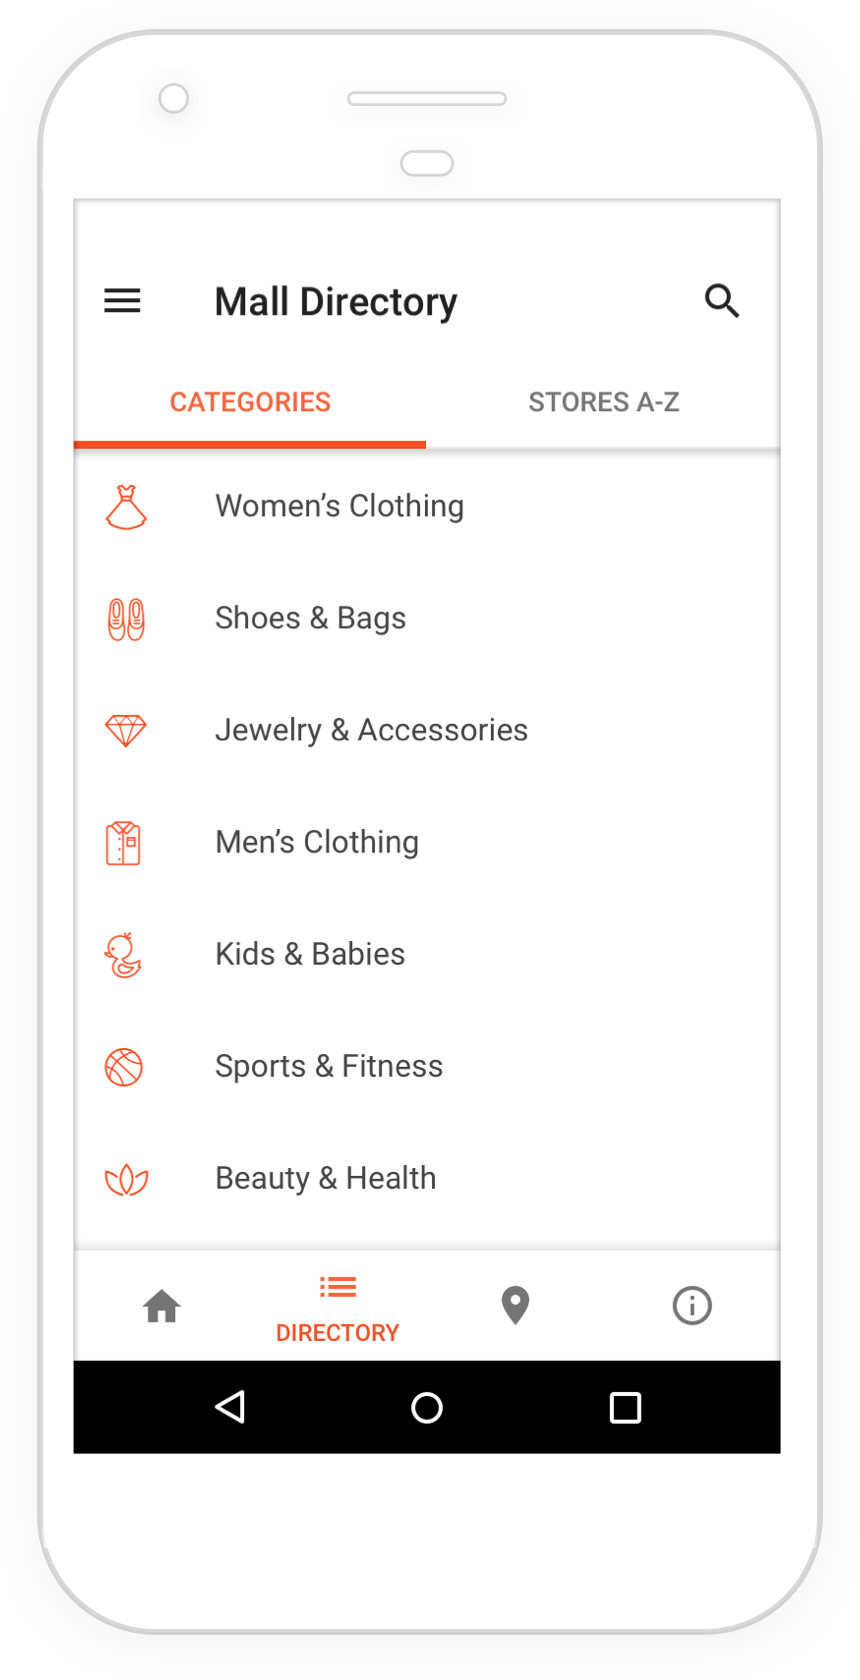 Mall Directory
CATEGORIES
STORES A-Z
Women’s Clothing
Shoes & Bags
Jewelry & Accessories
Men’s Clothing
Kids & Babies
Sports & Fitness
Beauty & Health
DIRECTORY